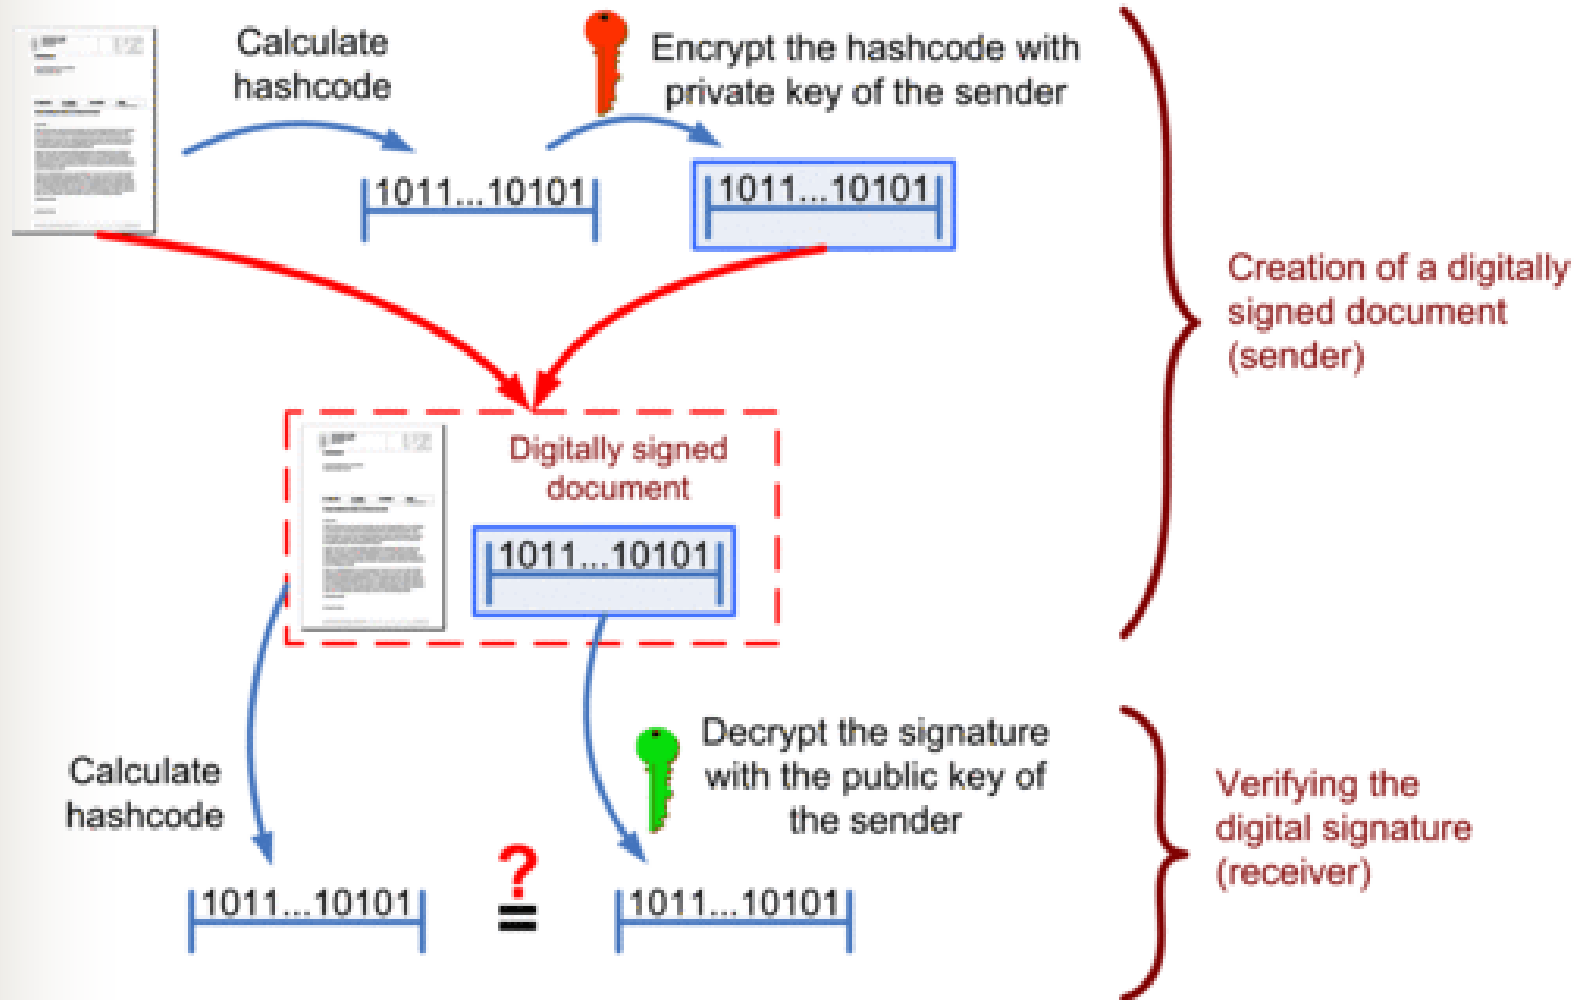 Calculate
hashcode
Encrypt the hashcode with
private key of the sender
1011...10101
1011...10101
Creation of a digitally
signed document
(sender)
Digitally signed
document
1011...10101
Calculate
hashcode
Decrypt the signature
with the public key of
the sender
Verifying the
digital signature
(receiver)
1011...10101
?
=
1011...10101